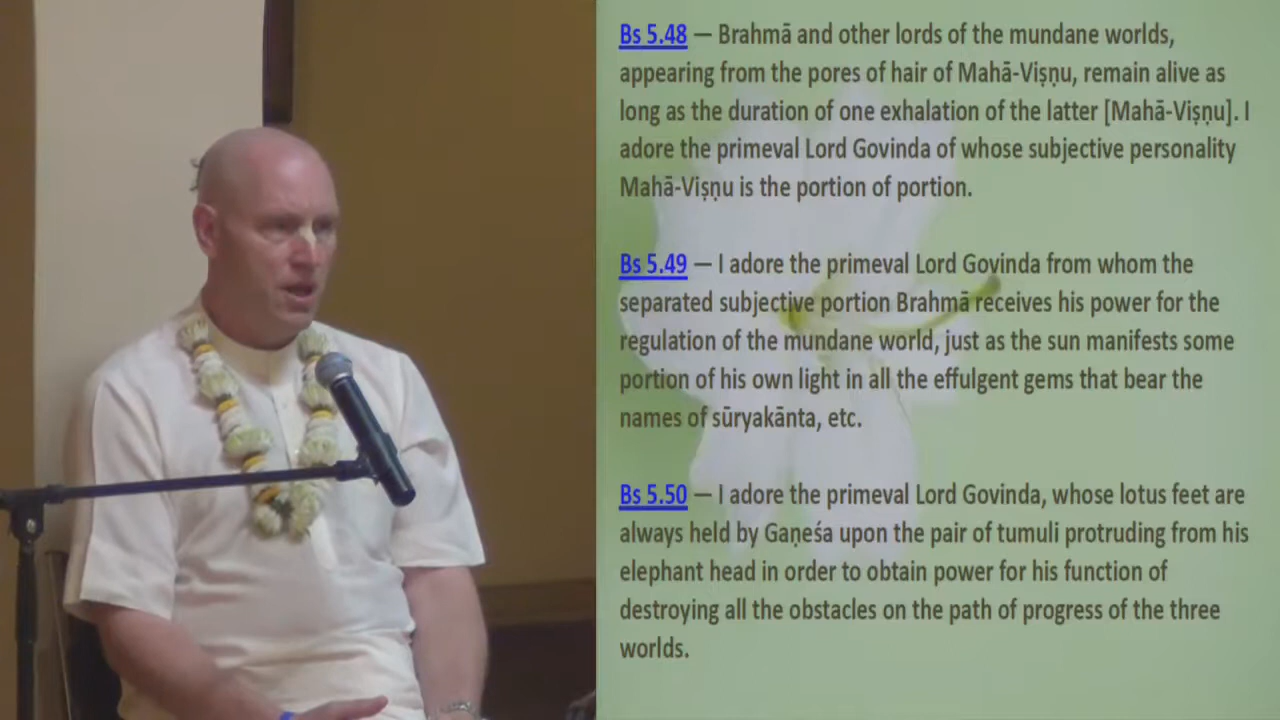 Bs 5.48 — Brahmā and other lords of the mundane worlds,
appearing from the pores of hair of Mahā-Viṣṇu, remain alive as
long as the duration of one exhalation of the latter [Mahā-Viṣṇu]. I
adore the primeval Lord Govinda of whose subjective personality
Mahā-Viṣṇu is the portion of portion.
Bs 5.49 — I adore the primeval Lord Govinda from whom the
separated subjective portion Brahmā receives his power for the
regulation of the mundane world, just as the sun manifests some
portion of his own light in all the effulgent gems that bear the
names of sūryakānta, etc.
Bs 5.50 — I adore the primeval Lord Govinda, whose lotus feet are
always held by Gaṇeśa upon the pair of tumuli protruding from his
elephant head in order to obtain power for his function of
destroying all the obstacles on the path of progress of the three
worlds.